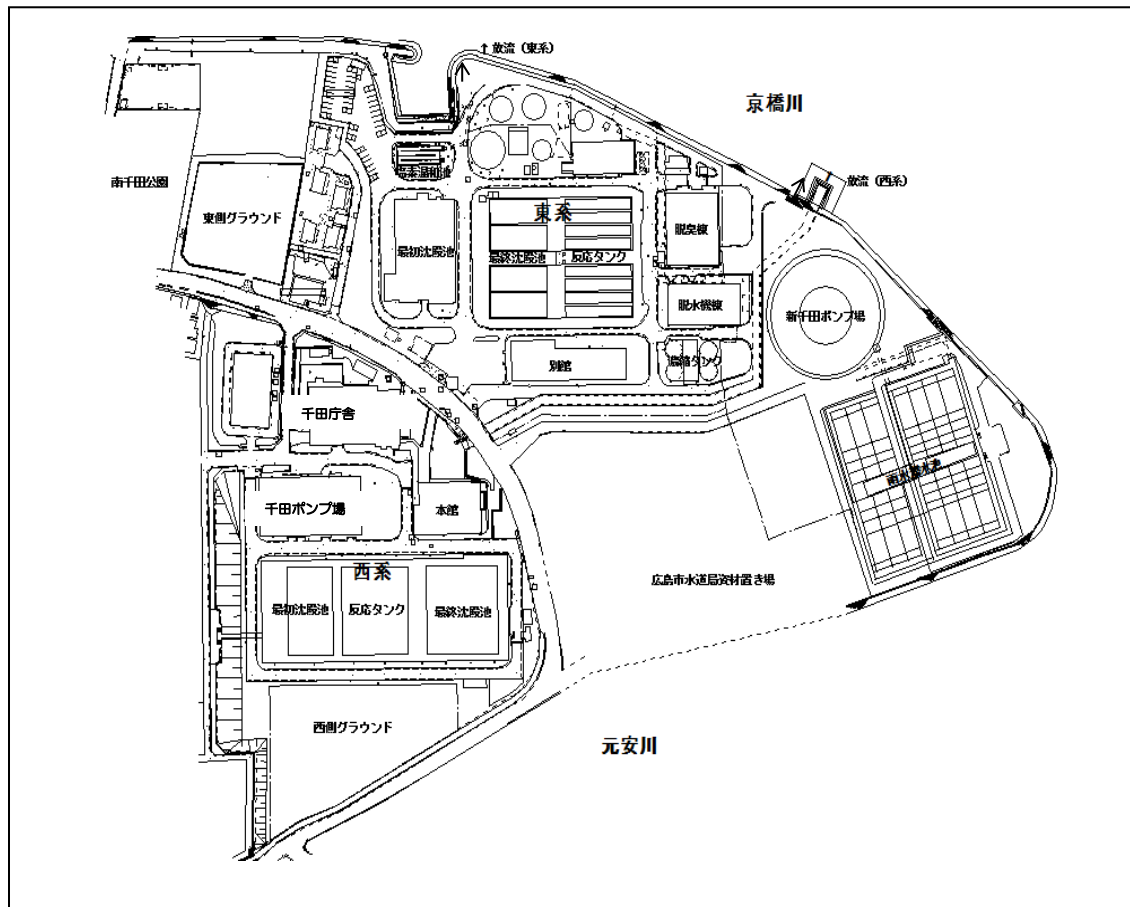 ↑放流（東系）
京橋川
南千田公園
放流（西系）
東側グラウンド
東系
脱臭棟
最初沈殿池
最終沈殿池
反応タンク
脱水機棟
新千田ポンプ場
別館
千田庁舎
千田ポンプ場
本館
西系
広島市水道局資材置き場
最初沈殿池
反応タンク
最終沈殿池
西側グラウンド
元安川